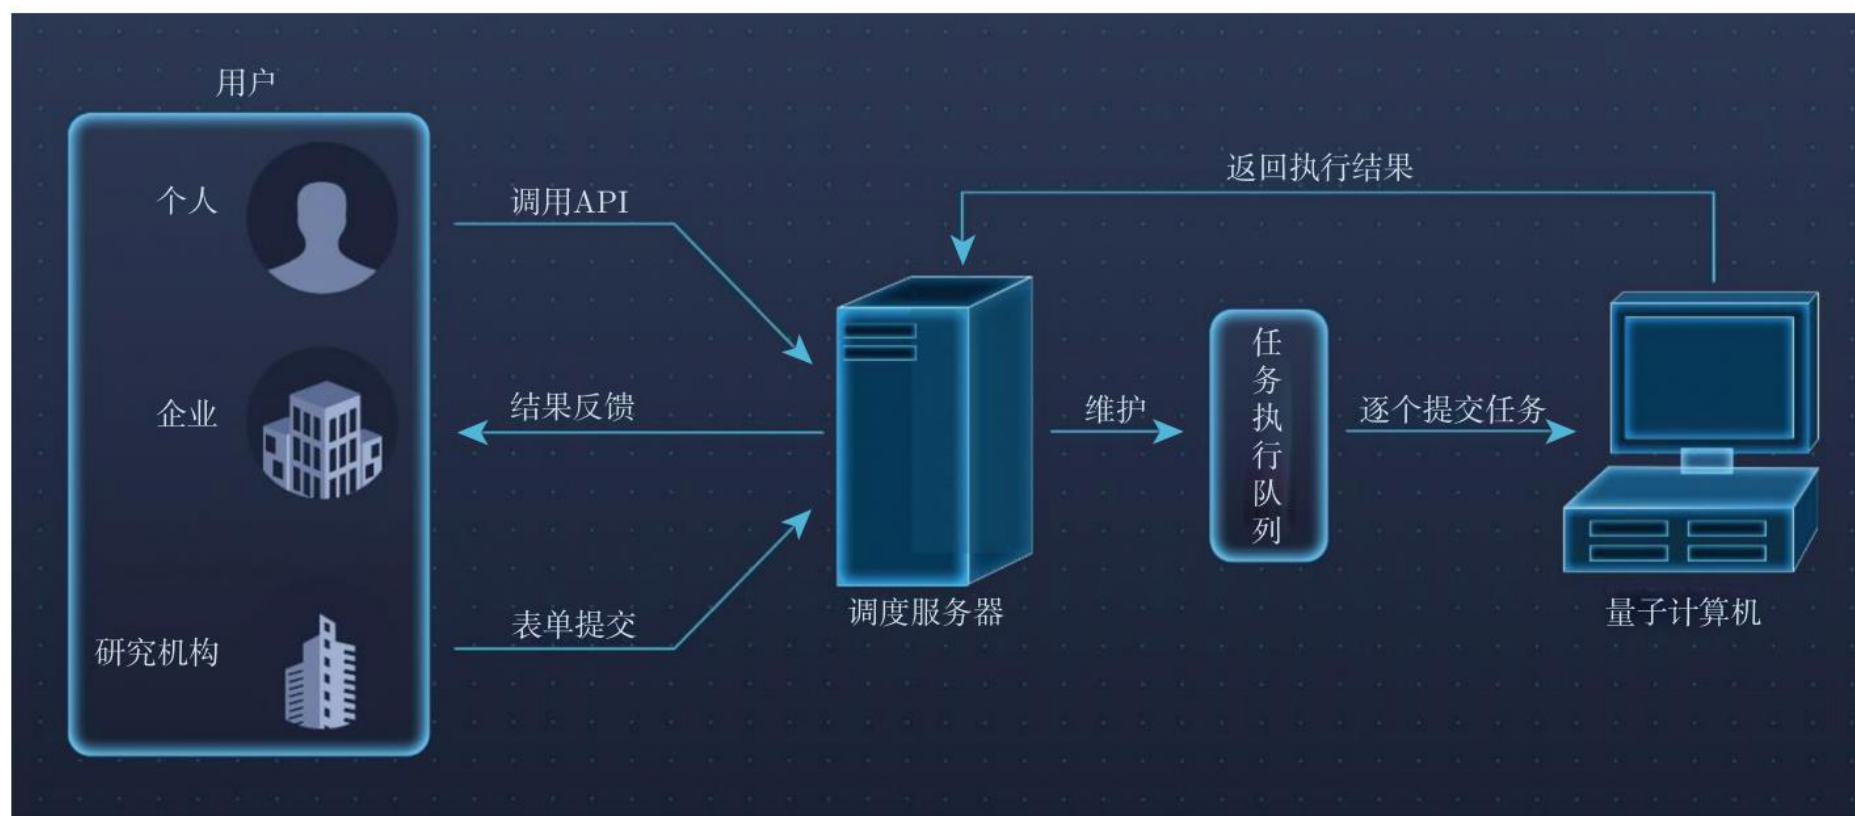 用户
个人
企业
研究机构
调用API
结果反馈
表单提交
调度服务器
维护
任务执行队列
逐个提交任务
返回执行结果
量子计算机